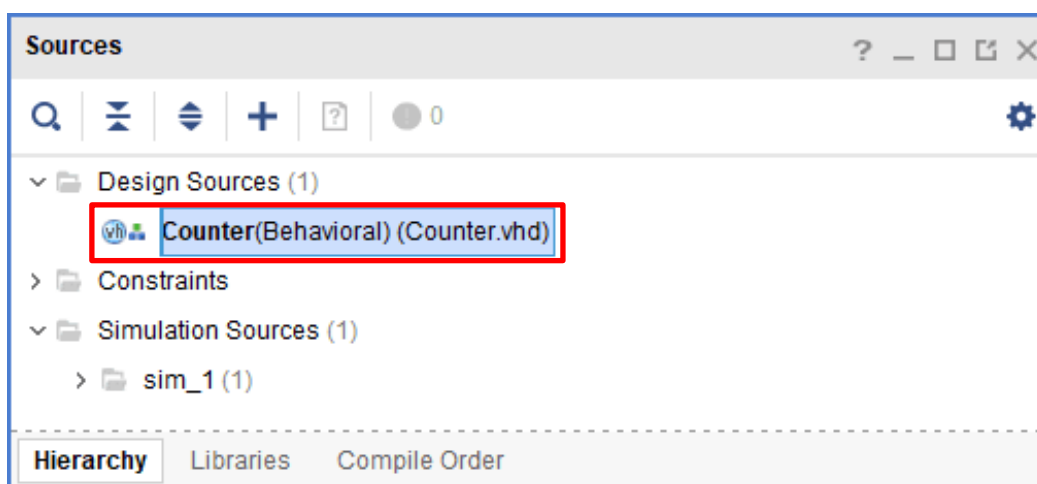 Sources
?
? 0
Design Sources (1)
vh Counter(Behavioral) (Counter.vhd)
Constraints
Simulation Sources (1)
sim_1 (1)
Hierarchy Libraries Compile Order